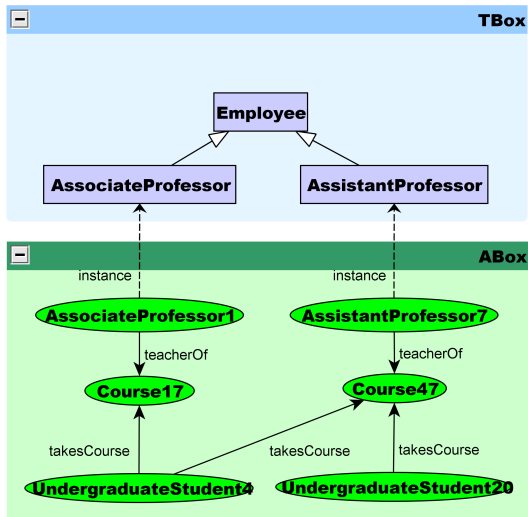 TBox
Employee
AssociateProfessor AssistantProfessor
ABox
instance instance
AssociateProfessor1 AssistantProfessor7
teacherOf teacherOf
Course17 Course47
takesCourse takesCourse takesCourse
UndergraduateStudent4 UndergraduateStudent20